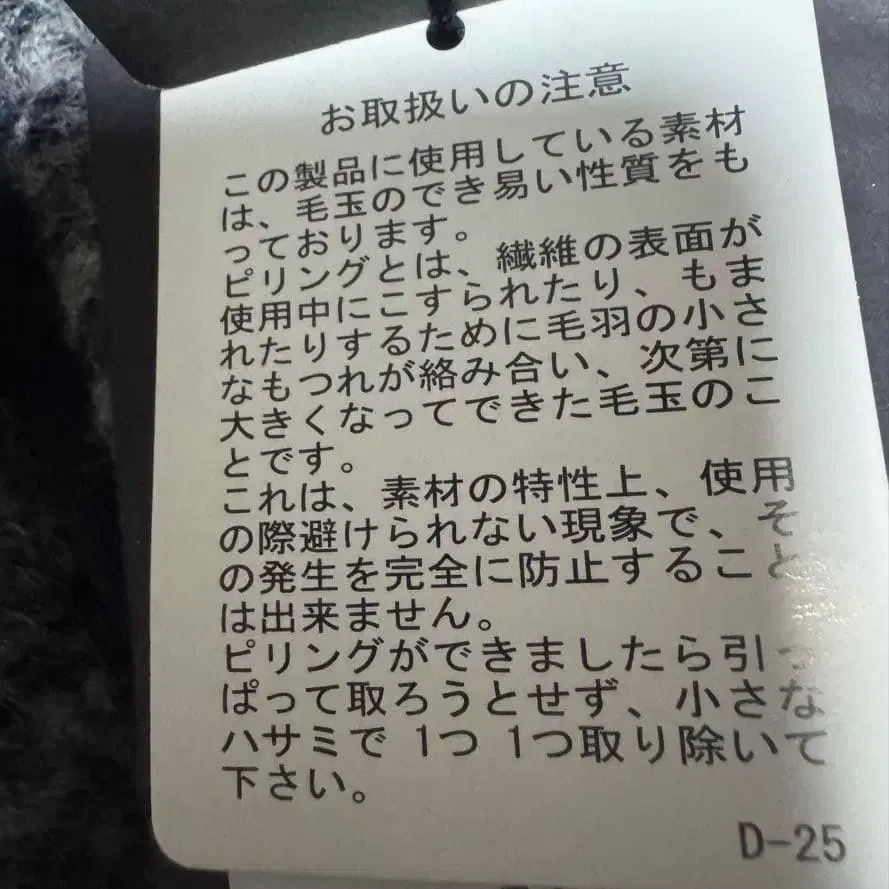 お取扱いの注意
この製品に使用している素材
は、毛玉のでき易い性質をも
っております。
ピリングとは、繊維の表面が
使用中にこすられたり、もま
れたりするために毛羽の小さ
なもつれが絡み合い、次第に
大きくなってできた毛玉のこ
とです。
これは、素材の特性上、使用
の際避けられない現象で、そ
の発生を完全に防止すること
は出来ません。
ピリングができましたら引っ
ぱって取ろうとせず、小さな
ハサミで1つ1つ取り除いて
下さい。
D-25